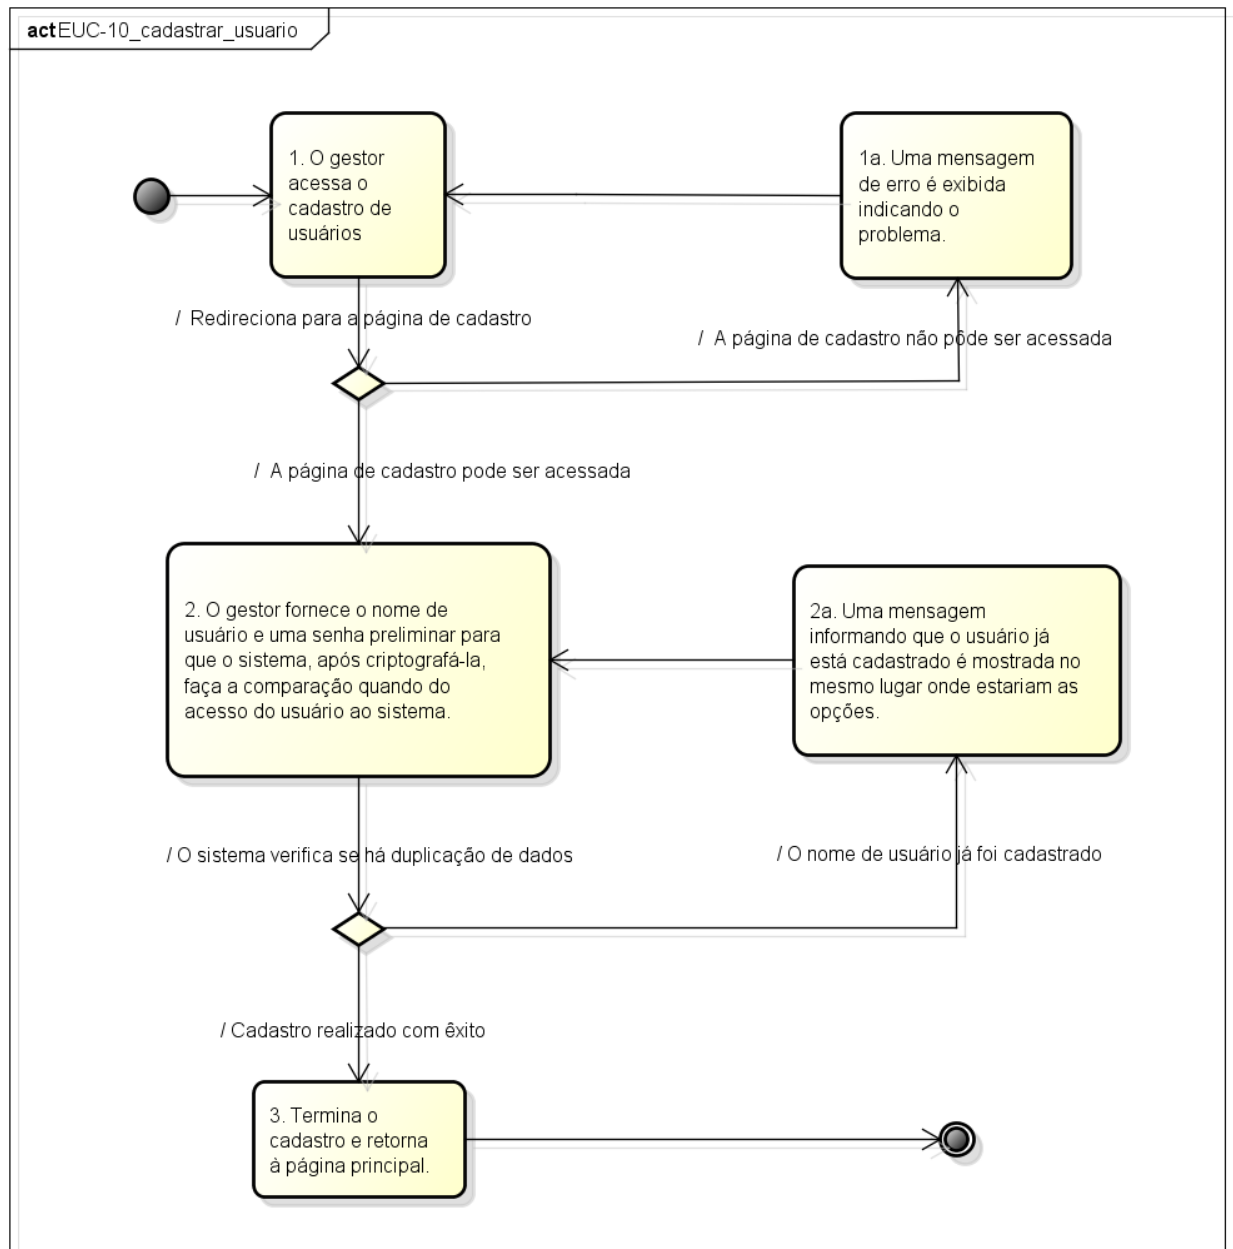 actEUC-10_cadastrar_usuario
1. O gestor
acessa o
cadastro de
usuários
1a. Uma mensagem
de erro é exibida
indicando o
problema.
/ Redireciona para a página de cadastro
/ A página de cadastro não pôde ser acessada
/ A página de cadastro pode ser acessada
2. O gestor fornece o nome de
usuário e uma senha preliminar para
que o sistema, após criptografá-la,
faça a comparação quando do
acesso do usuário ao sistema.
2a. Uma mensagem
informando que o usuário já
está cadastrado é mostrada no
mesmo lugar onde estariam as
opções.
/ O sistema verifica se há duplicação de dados
/ O nome de usuário já foi cadastrado
/ Cadastro realizado com êxito
3. Termina o
cadastro e retorna
à página principal.